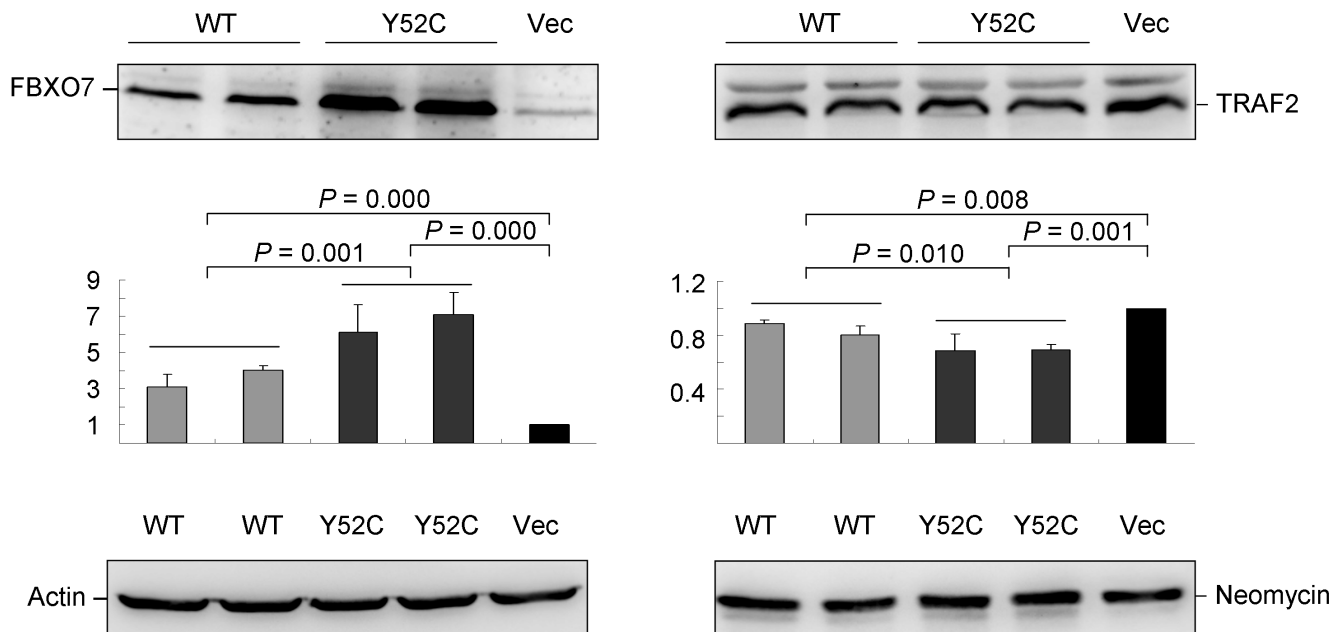 WT Y52C Vec
FBXO7
P = 0.000
P = 0.000
P = 0.001
9
7
5
3
1
WT Y52C Vec
TRAF2
P = 0.008
P = 0.001
P = 0.010
1.2
0.8
0.4
WT WT Y52C Y52C Vec
Actin
WT WT Y52C Y52C Vec
Neomycin